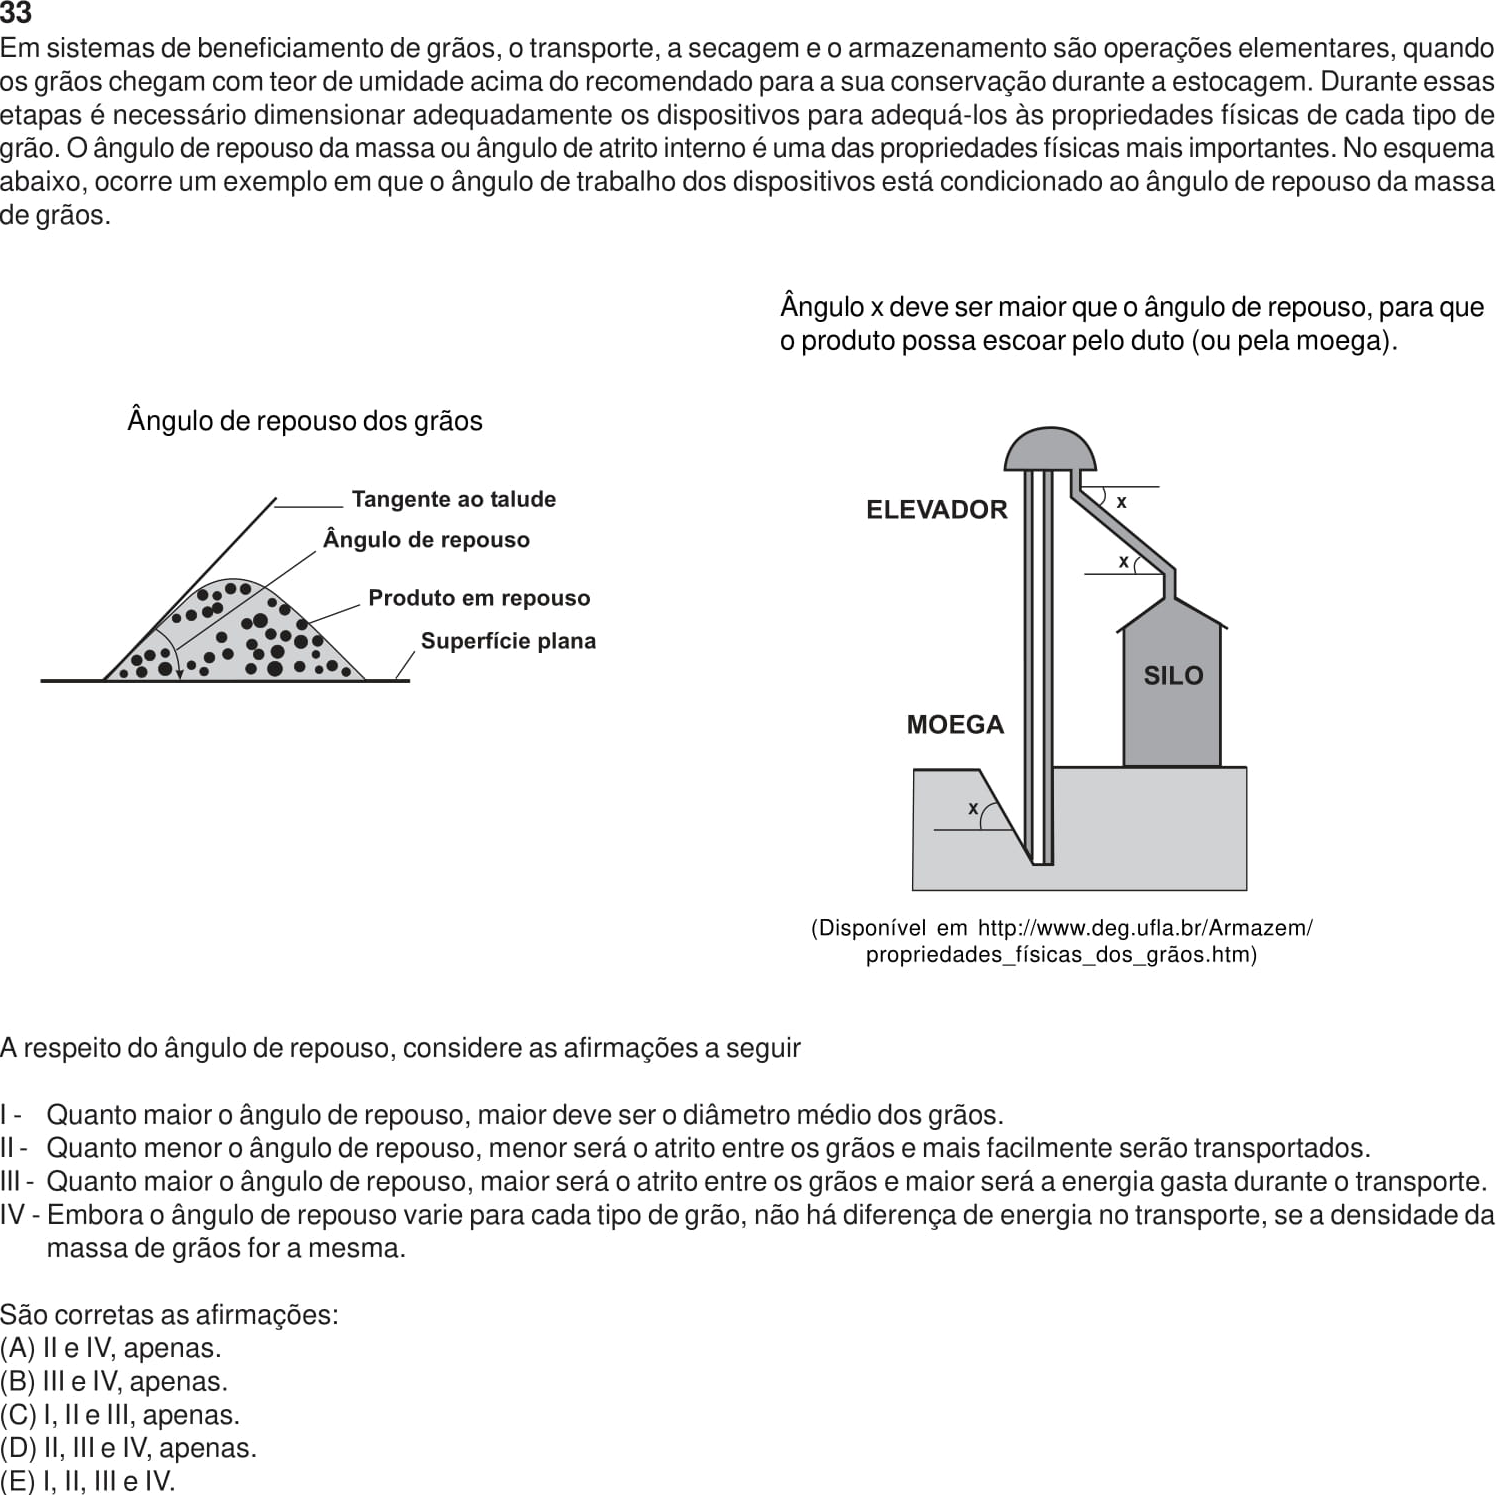 33
Em sistemas de beneficiamento de grãos, o transporte, a secagem e o armazenamento são operações elementares, quando
os grãos chegam com teor de umidade acima do recomendado para a sua conservação durante a estocagem. Durante essas
etapas é necessário dimensionar adequadamente os dispositivos para adequá-los às propriedades físicas de cada tipo de
grão. O ângulo de repouso da massa ou ângulo de atrito interno é uma das propriedades físicas mais importantes. No esquema
abaixo, ocorre um exemplo em que o ângulo de trabalho dos dispositivos está condicionado ao ângulo de repouso da massa
de grãos.
Ângulo x deve ser maior que o ângulo de repouso, para que
o produto possa escoar pelo duto (ou pela moega).
Ângulo de repouso dos grãos
Tangente ao talude
Ângulo de repouso
Produto em repouso
Superfície plana
ELEVADOR
x
x
SILO
MOEGA
x
(Disponível em http://www.deg.ufla.br/Armazem/
propriedades_físicas_dos_grãos.htm)
A respeito do ângulo de repouso, considere as afirmações a seguir
I - Quanto maior o ângulo de repouso, maior deve ser o diâmetro médio dos grãos.
II - Quanto menor o ângulo de repouso, menor será o atrito entre os grãos e mais facilmente serão transportados.
III - Quanto maior o ângulo de repouso, maior será o atrito entre os grãos e maior será a energia gasta durante o transporte.
IV - Embora o ângulo de repouso varie para cada tipo de grão, não há diferença de energia no transporte, se a densidade da
massa de grãos for a mesma.
São corretas as afirmações:
(A) II e IV, apenas.
(B) III e IV, apenas.
(C) I, II e III, apenas.
(D) II, III e IV, apenas.
(E) I, II, III e IV.